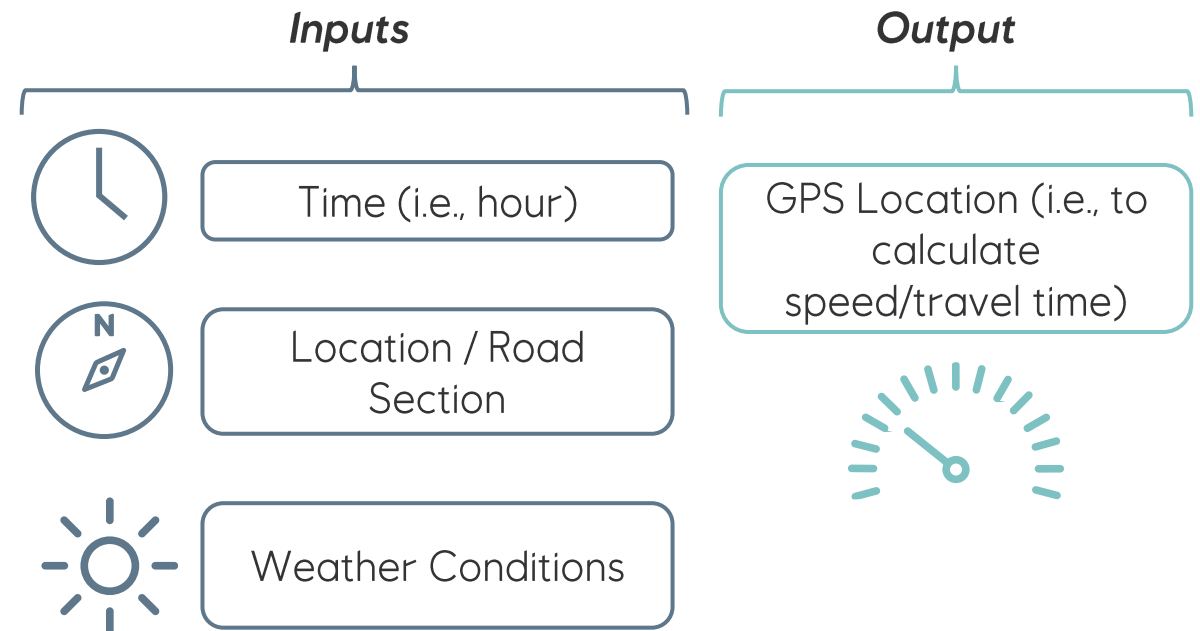 Inputs
Output
Time (i.e., hour)
GPS Location (i.e., to
calculate
speed/travel time)
N
Location / Road
Section
Weather Conditions